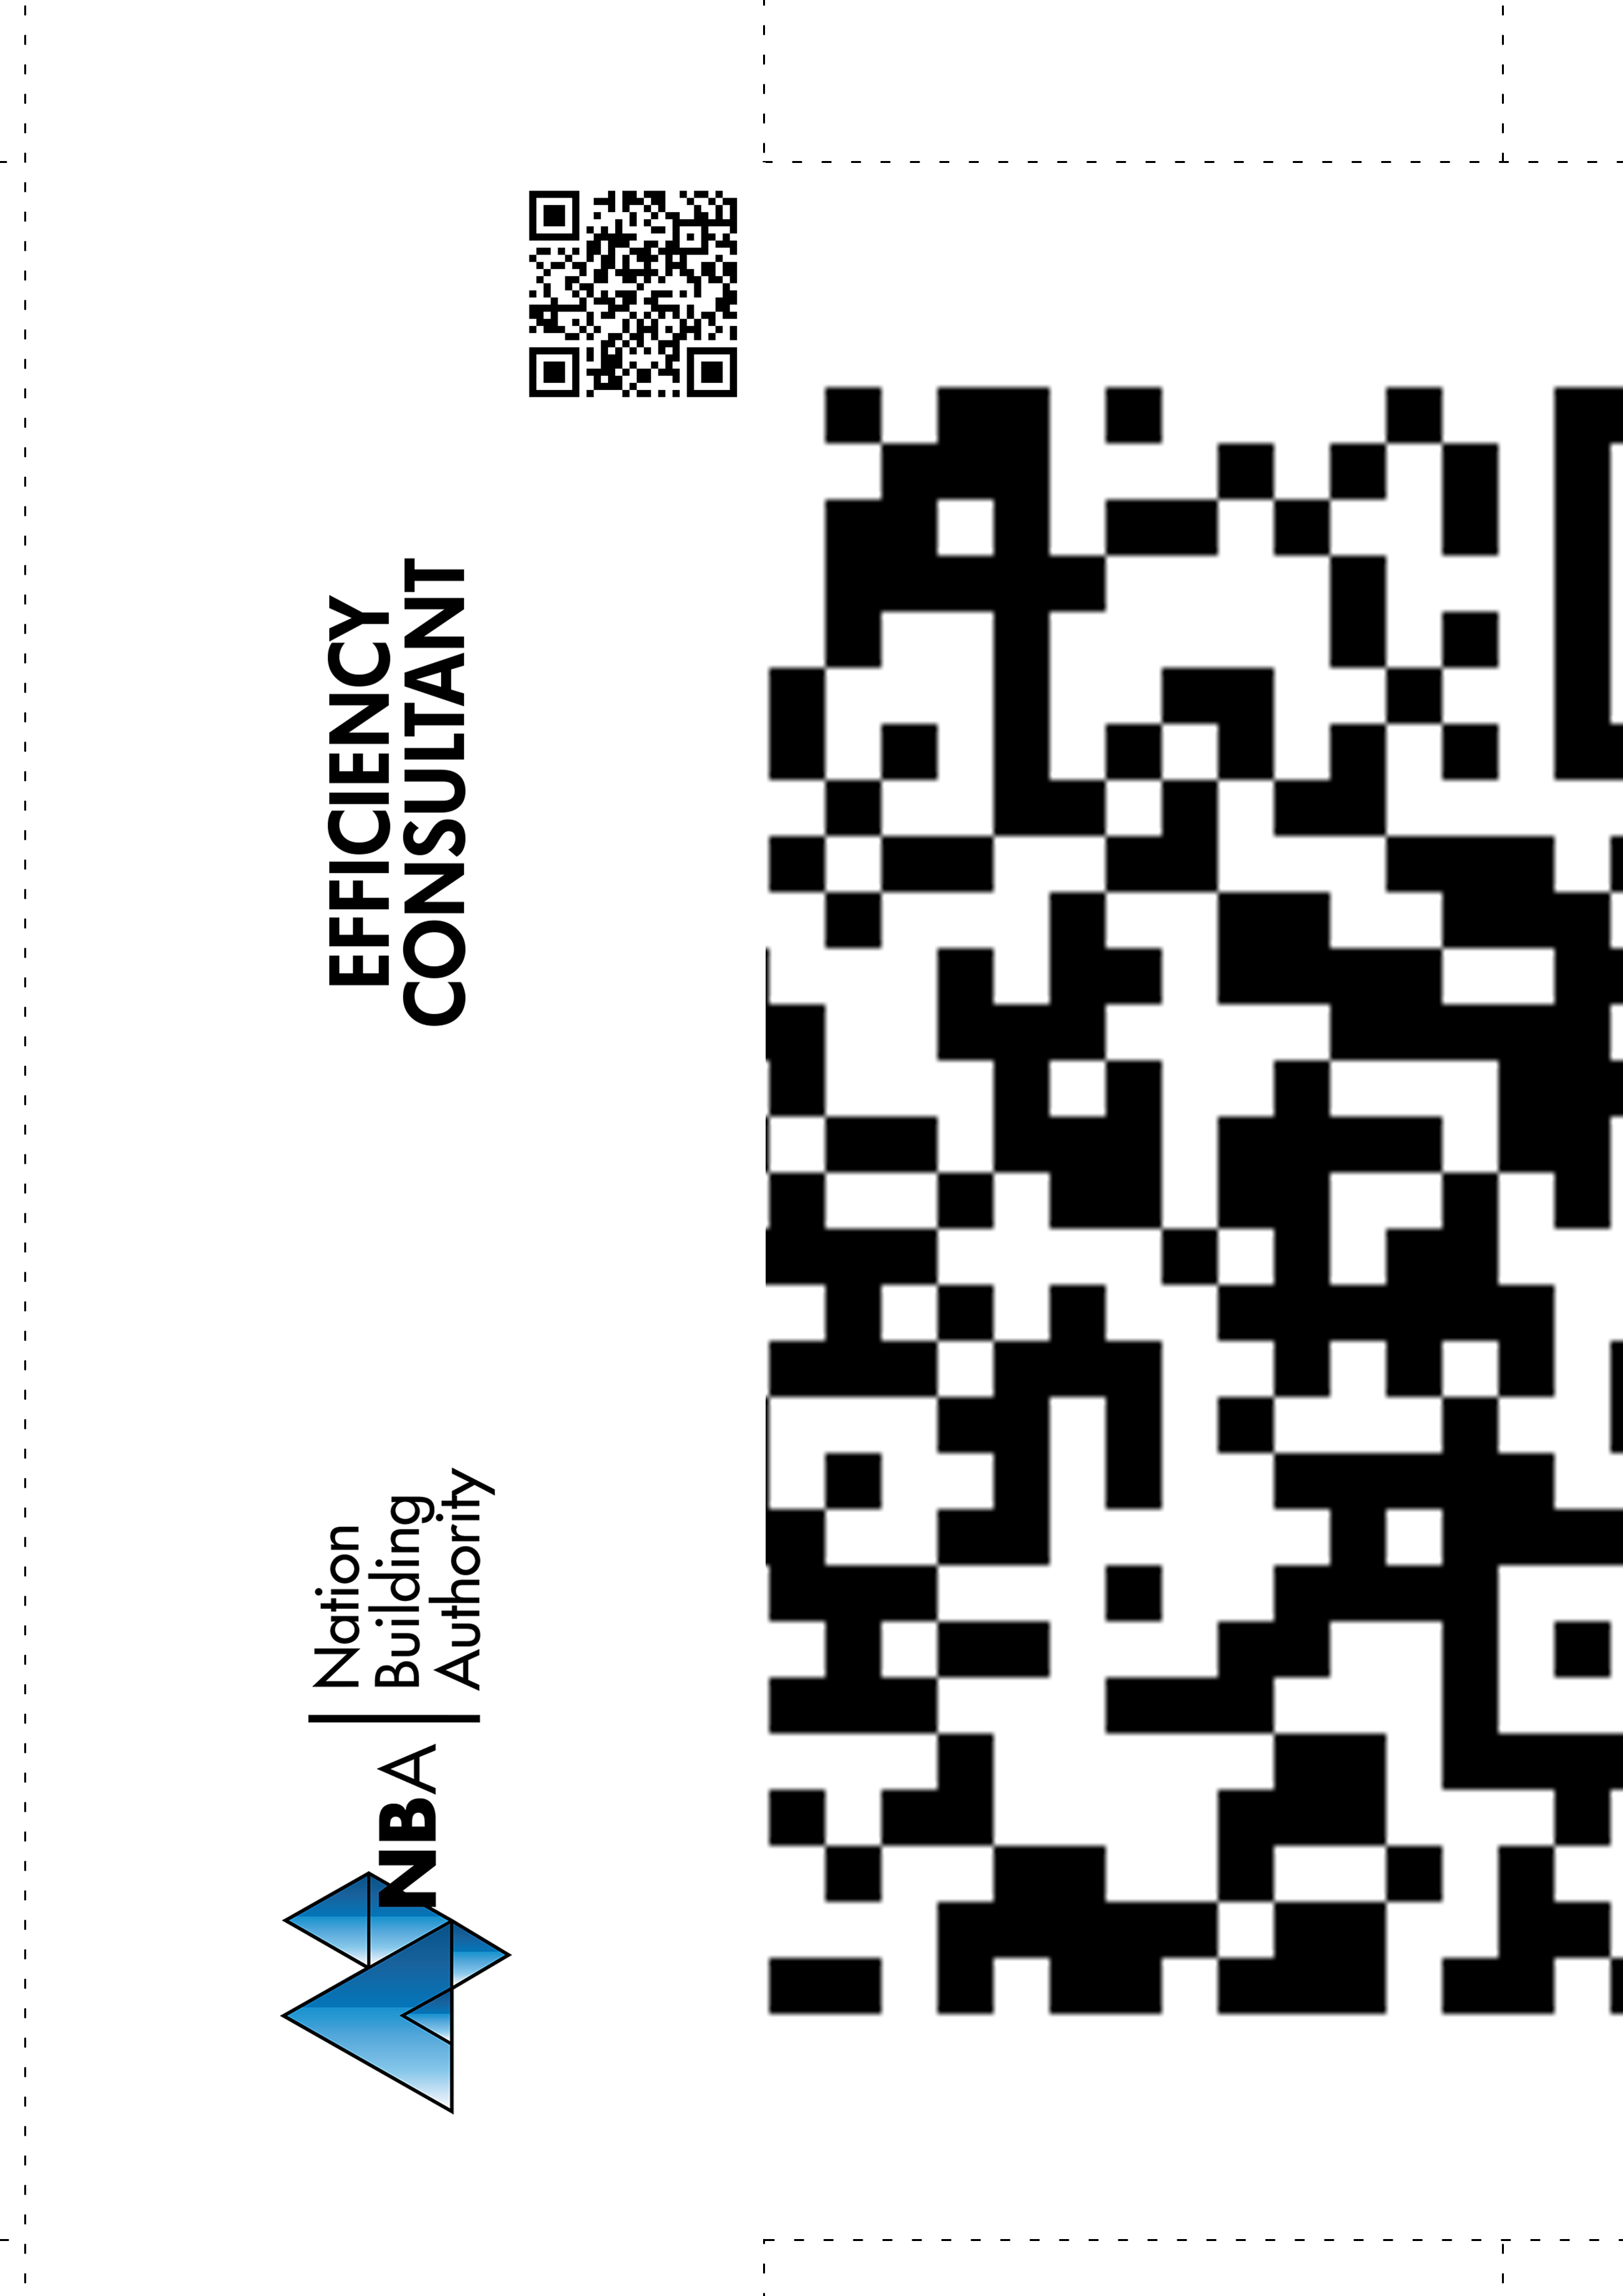 EFFICIENCY
CONSULTANT
NBA
Nation
Building
Authority